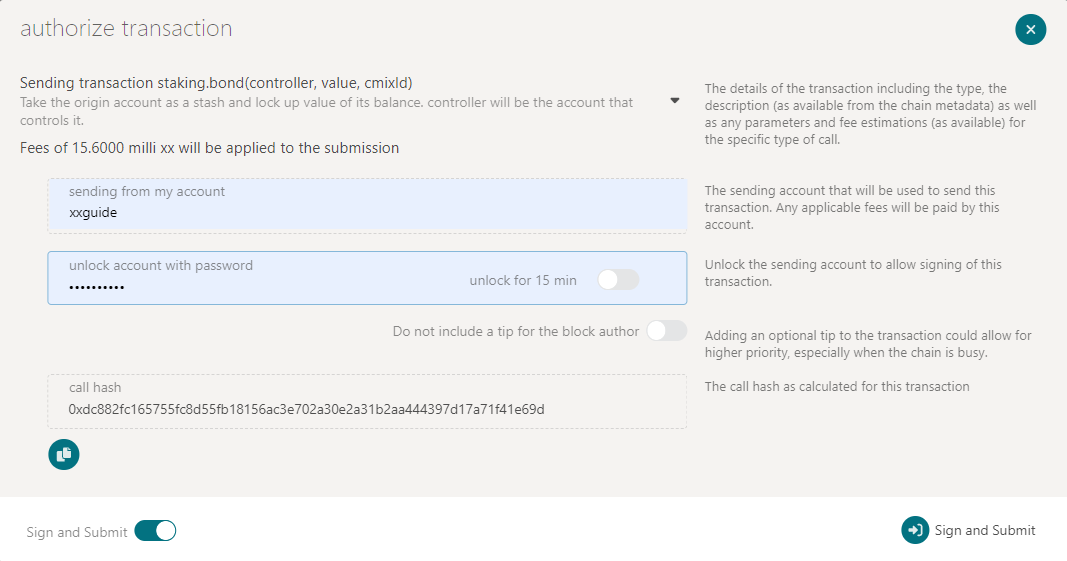 authorize transaction
Sending transaction staking.bond(controller, value, cmixId)
Take the origin account as a stash and lock up value of its balance. controller will be the account that
controls it.
Fees of 15.6000 milli xx will be applied to the submission
The details of the transaction including the type, the
description (as available from the chain metadata) as well
as any parameters and fee estimations (as available) for
the specific type of call.
sending from my account
xxguide
The sending account that will be used to send this
transaction. Any applicable fees will be paid by this
account.
unlock account with password
••••••••••
unlock for 15 min
Unlock the sending account to allow signing of this
transaction.
Do not include a tip for the block author
Adding an optional tip to the transaction could allow for
higher priority, especially when the chain is busy.
call hash
0xdc882fc165755fc8d55fb18156ac3e702a30e2a31b2aa444397d17a71f41e69d
The call hash as calculated for this transaction
Sign and Submit
Sign and Submit